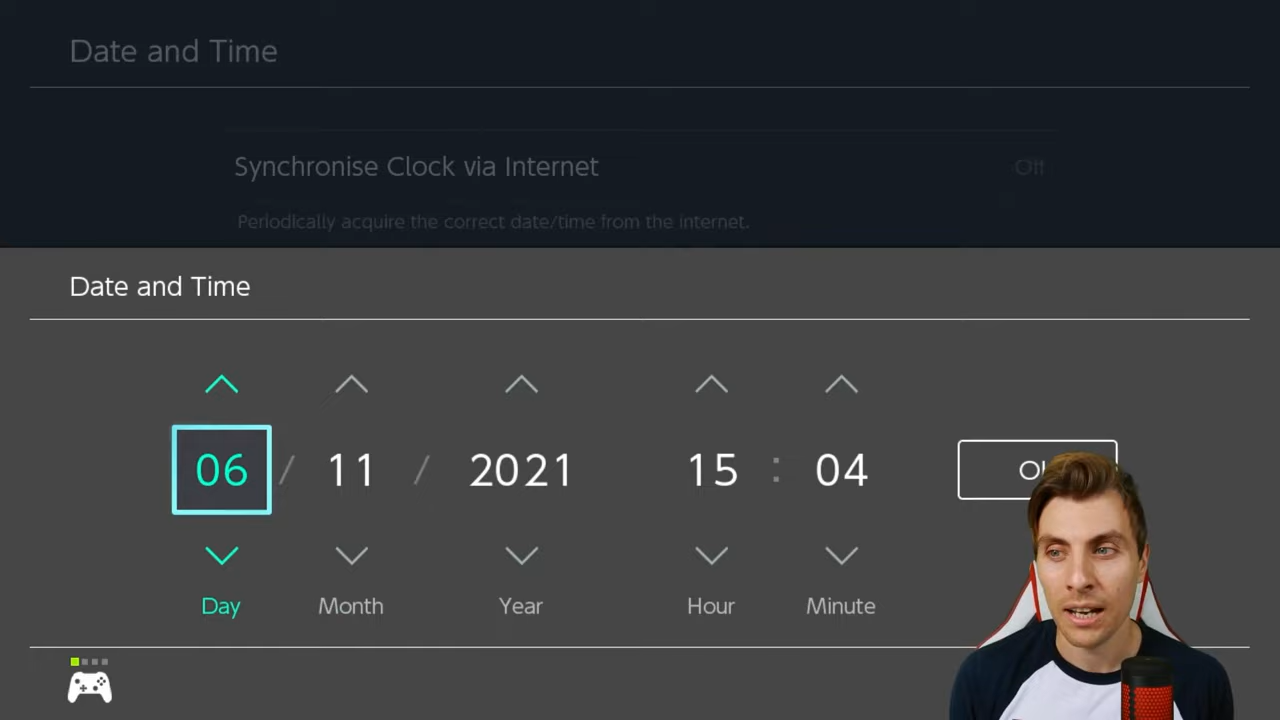 Date and Time
Synchronise Clock via Internet Off
Periodically acquire the correct date/time from the internet.
Date and Time
06 / 11 / 2021 15 : 04
Day Month Year Hour Minute